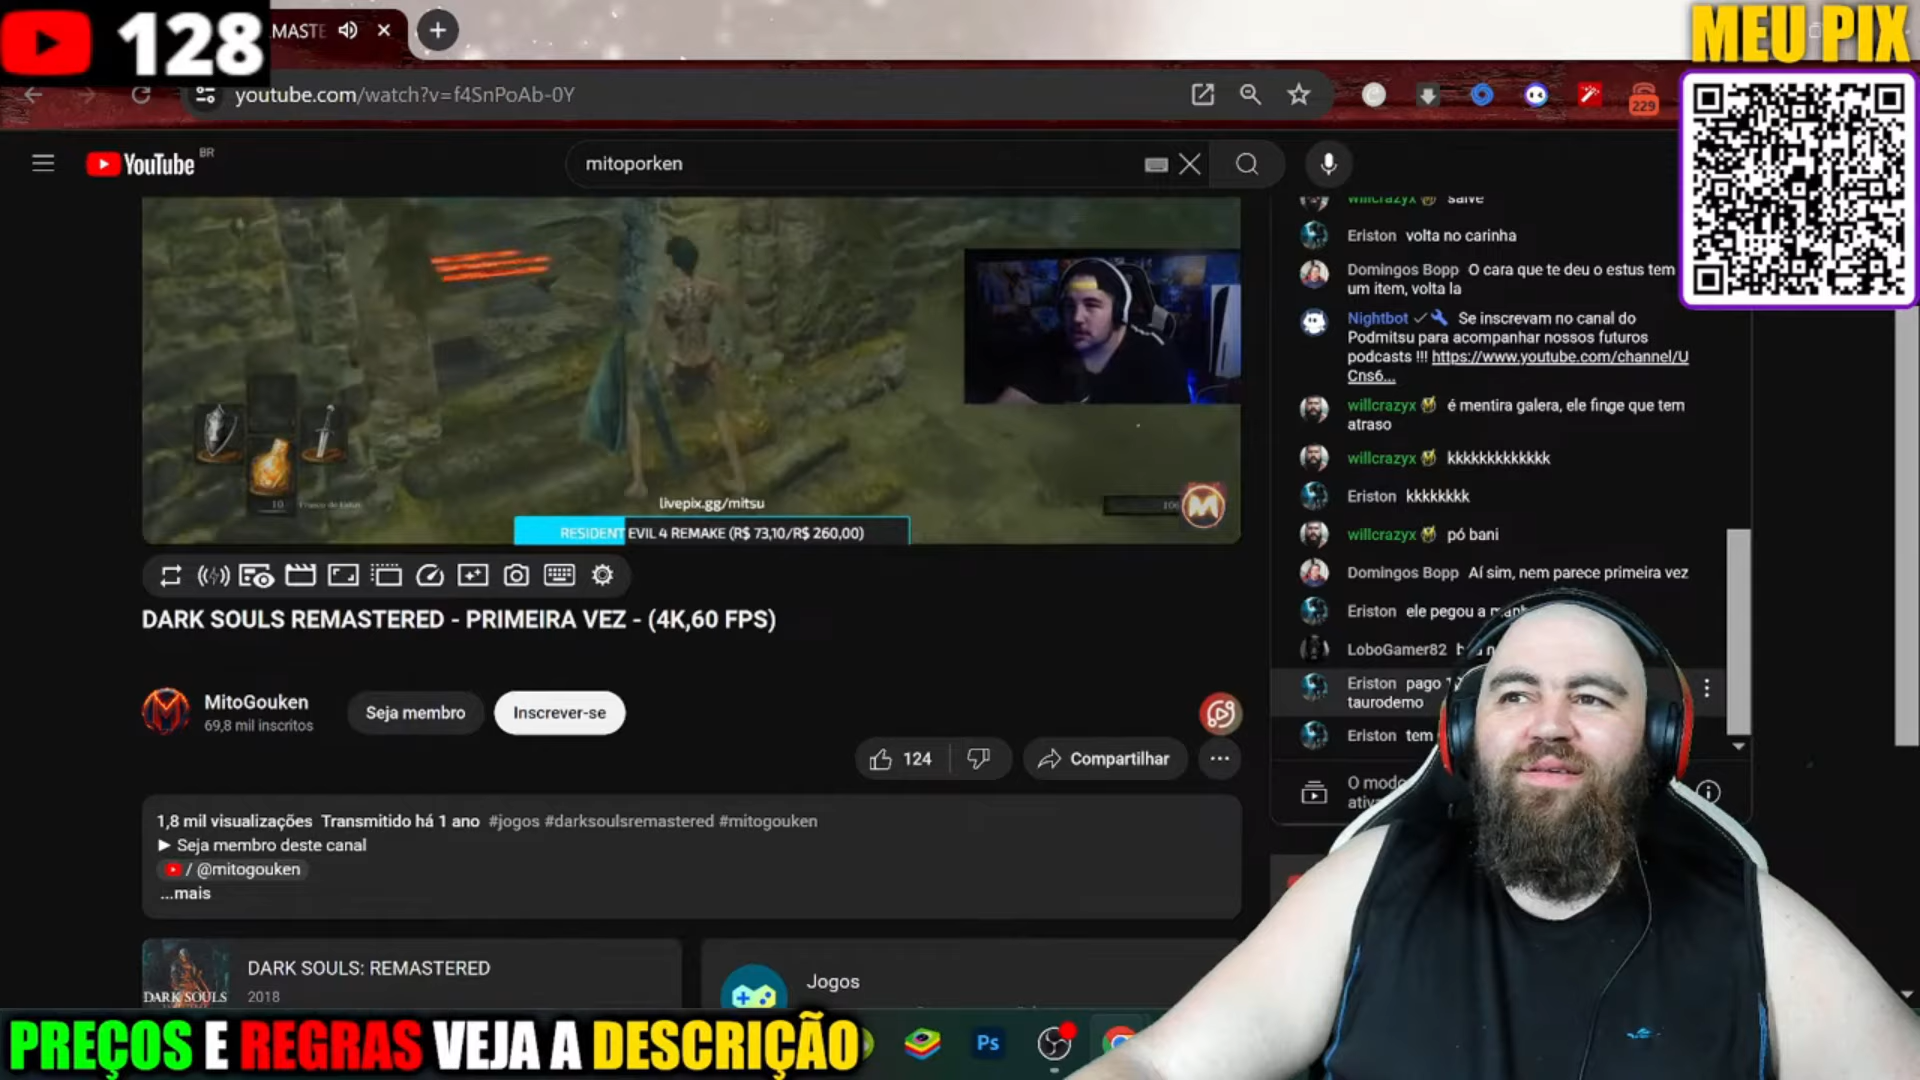 128
MASTE
MEU PIX
youtube.com/watch?v=f4SnPoAb-0Y
229
YouTube BR
mitoporken
livepix.gg/mitsu
RESIDENT EVIL 4 REMAKE (R$ 73,10/R$ 260,00)
10
M
DARK SOULS REMASTERED - PRIMEIRA VEZ - (4K,60 FPS)
MitoGouken
69,8 mil inscritos
Seja membro
Inscrever-se
124
Compartilhar
1,8 mil visualizações Transmitido há 1 ano #jogos #darksoulsremastered #mitogouken
▶ Seja membro deste canal
/ @mitogouken
...mais
DARK SOULS
DARK SOULS: REMASTERED
2018
Jogos
willcrazyx salve
Eriston volta no carinha
Domingos Bopp O cara que te deu o estus tem
um item, volta la
Nightbot Se inscrevam no canal do
Podmitsu para acompanhar nossos futuros
podcasts !!! https://www.youtube.com/channel/U
Cns6...
willcrazyx é mentira galera, ele finge que tem
atraso
willcrazyx kkkkkkkkkkkkk
Eriston kkkkkkkk
willcrazyx pó bani
Domingos Bopp Aí sim, nem parece primeira vez
Eriston ele pegou a
LoboGamer82
Eriston pago
taurodemo
Eriston tem
O modo
Ps
PREÇOS E REGRAS VEJA A DESCRIÇÃO